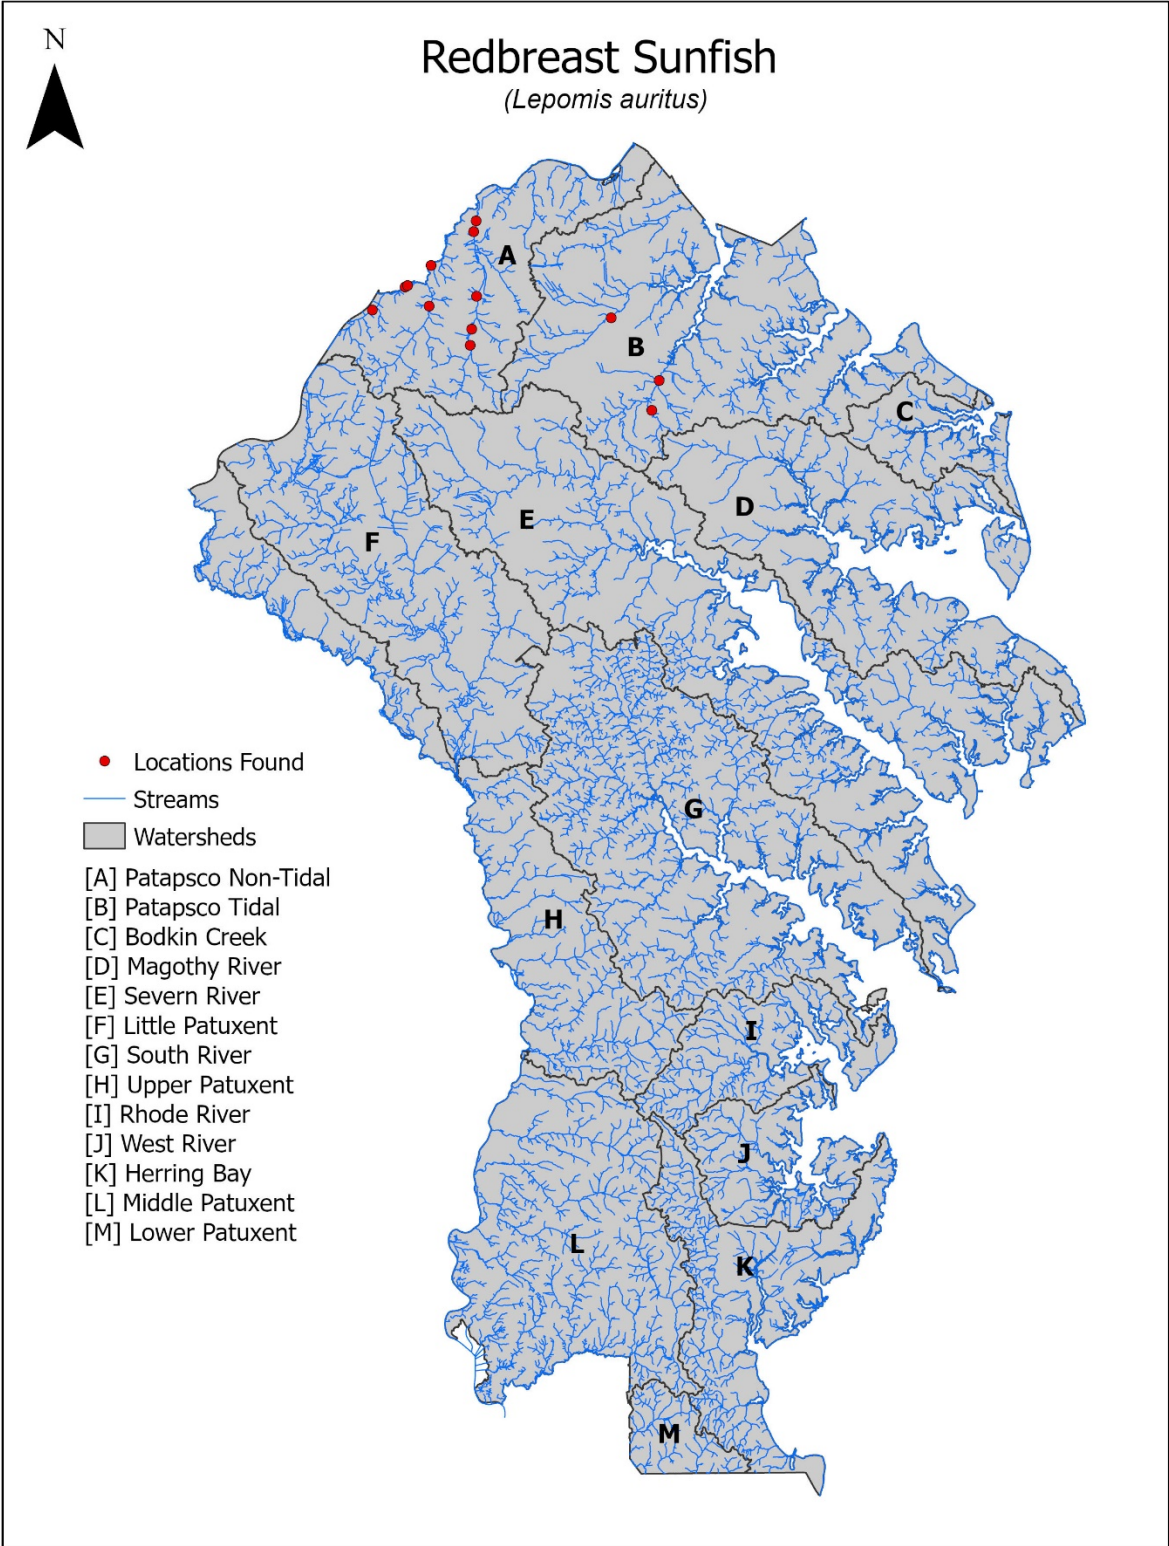 N
Redbreast Sunfish
(Lepomis auritus)
A
B
C
D
E
F
G
H
I
J
K
L
M
Locations Found
Streams
Watersheds
[A] Patapsco Non-Tidal
[B] Patapsco Tidal
[C] Bodkin Creek
[D] Magothy River
[E] Severn River
[F] Little Patuxent
[G] South River
[H] Upper Patuxent
[I] Rhode River
[J] West River
[K] Herring Bay
[L] Middle Patuxent
[M] Lower Patuxent